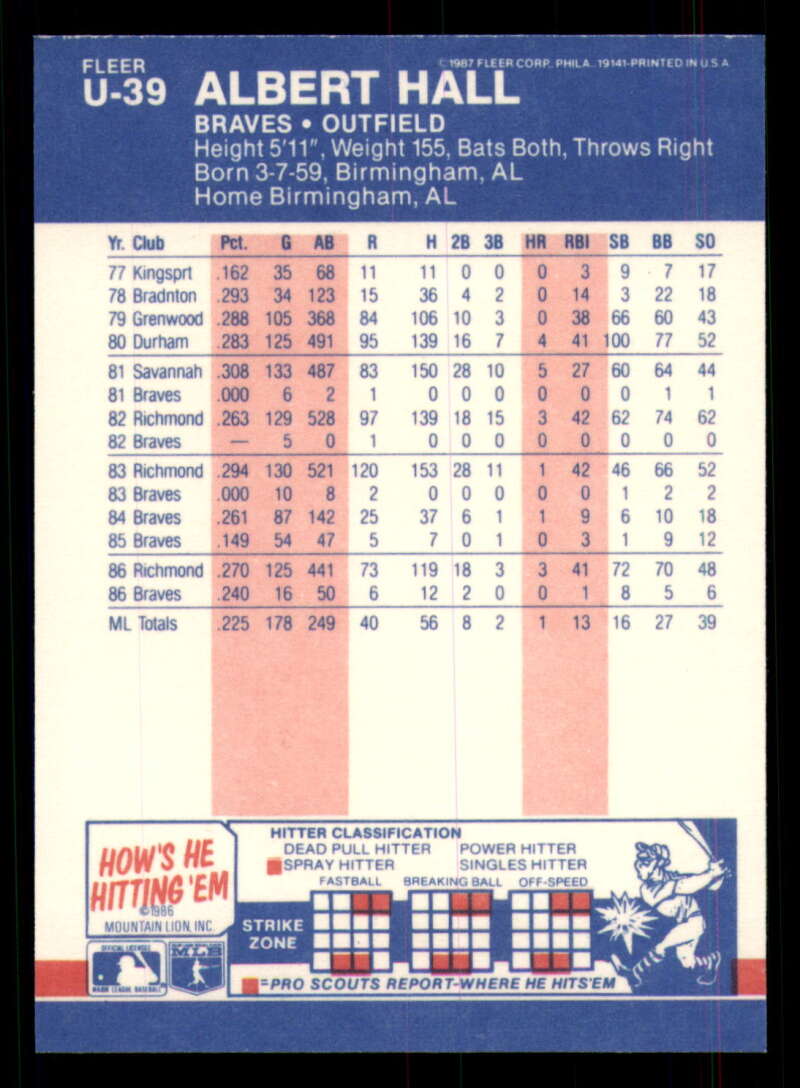 FLEER
U-39 ALBERT HALL
©1987 FLEER CORP. PHILA. 19141-PRINTED IN U.S.A
BRAVES • OUTFIELD
Height 5'11", Weight 155, Bats Both, Throws Right
Born 3-7-59, Birmingham, AL
Home Birmingham, AL
Yr. Club Pct. G AB R H 2B 3B HR RBI SB BB SO
77 Kingsprt .162 35 68 11 11 0 0 0 3 9 7 17
78 Bradnton .293 34 123 15 36 4 2 0 14 3 22 18
79 Grenwood .288 105 368 84 106 10 3 0 38 66 60 43
80 Durham .283 125 491 95 139 16 7 4 41 100 77 52
81 Savannah .308 133 487 83 150 28 10 5 27 60 64 44
81 Braves .000 6 2 1 0 0 0 0 0 0 1 1
82 Richmond .263 129 528 97 139 18 15 3 42 62 74 62
82 Braves — 5 0 1 0 0 0 0 0 0 0 0
83 Richmond .294 130 521 120 153 28 11 1 42 46 66 52
83 Braves .000 10 8 2 0 0 0 0 0 1 2 2
84 Braves .261 87 142 25 37 6 1 1 9 6 10 18
85 Braves .149 54 47 5 7 0 1 0 3 1 9 12
86 Richmond .270 125 441 73 119 18 3 3 41 72 70 48
86 Braves .240 16 50 6 12 2 0 0 1 8 5 6
ML Totals .225 178 249 40 56 8 2 1 13 16 27 39
HOW'S HE
HITTING 'EM
©1986
MOUNTAIN LION, INC
OFFICIAL LICENSEE
MAJOR LEAGUE BASEBALL
MLB
HITTER CLASSIFICATION
DEAD PULL HITTER POWER HITTER
SPRAY HITTER SINGLES HITTER
FASTBALL BREAKING BALL OFF-SPEED
STRIKE
ZONE
=PRO SCOUTS REPORT-WHERE HE HITS'EM